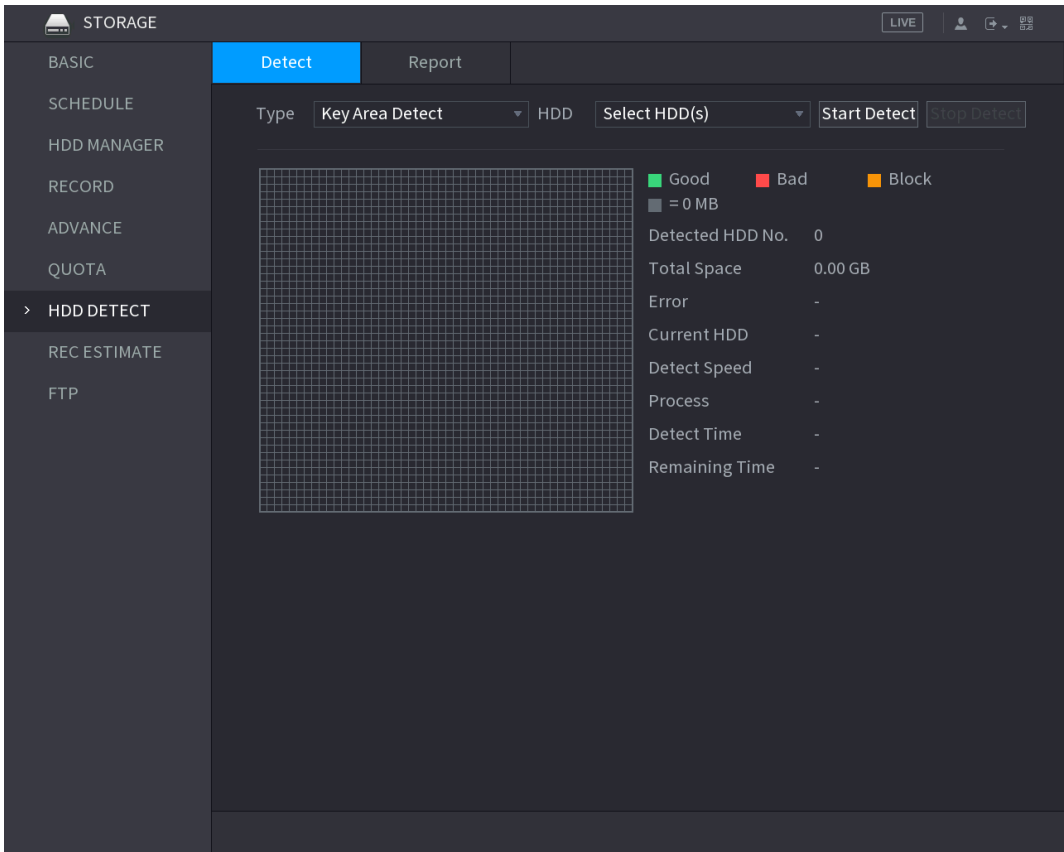 STORAGE LIVE
BASIC
SCHEDULE
HDD MANAGER
RECORD
ADVANCE
QUOTA
HDD DETECT
REC ESTIMATE
FTP
Detect Report
Type Key Area Detect HDD Select HDD(s) Start Detect Stop Detect
Good Bad Block
= 0 MB
Detected HDD No. 0
Total Space 0.00 GB
Error -
Current HDD -
Detect Speed -
Process -
Detect Time -
Remaining Time -